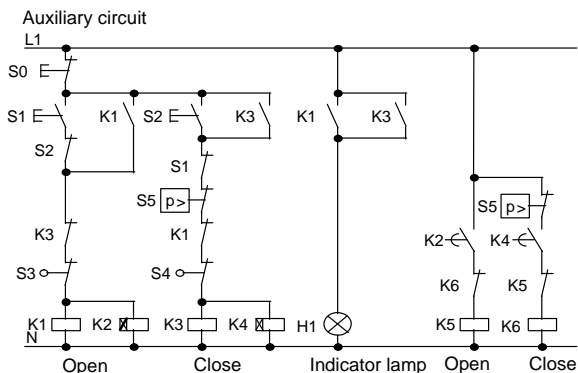 Auxiliary circuit
L1
S0
S1 K1 S2 K3 K1 K3
S2
S1
S5 p> S5 p>
K3 K1 K2 K4
S3 S4 K6 K5
K1 K2 K3 K4 H1 K5 K6
N
Open Close Indicator lamp Open Close